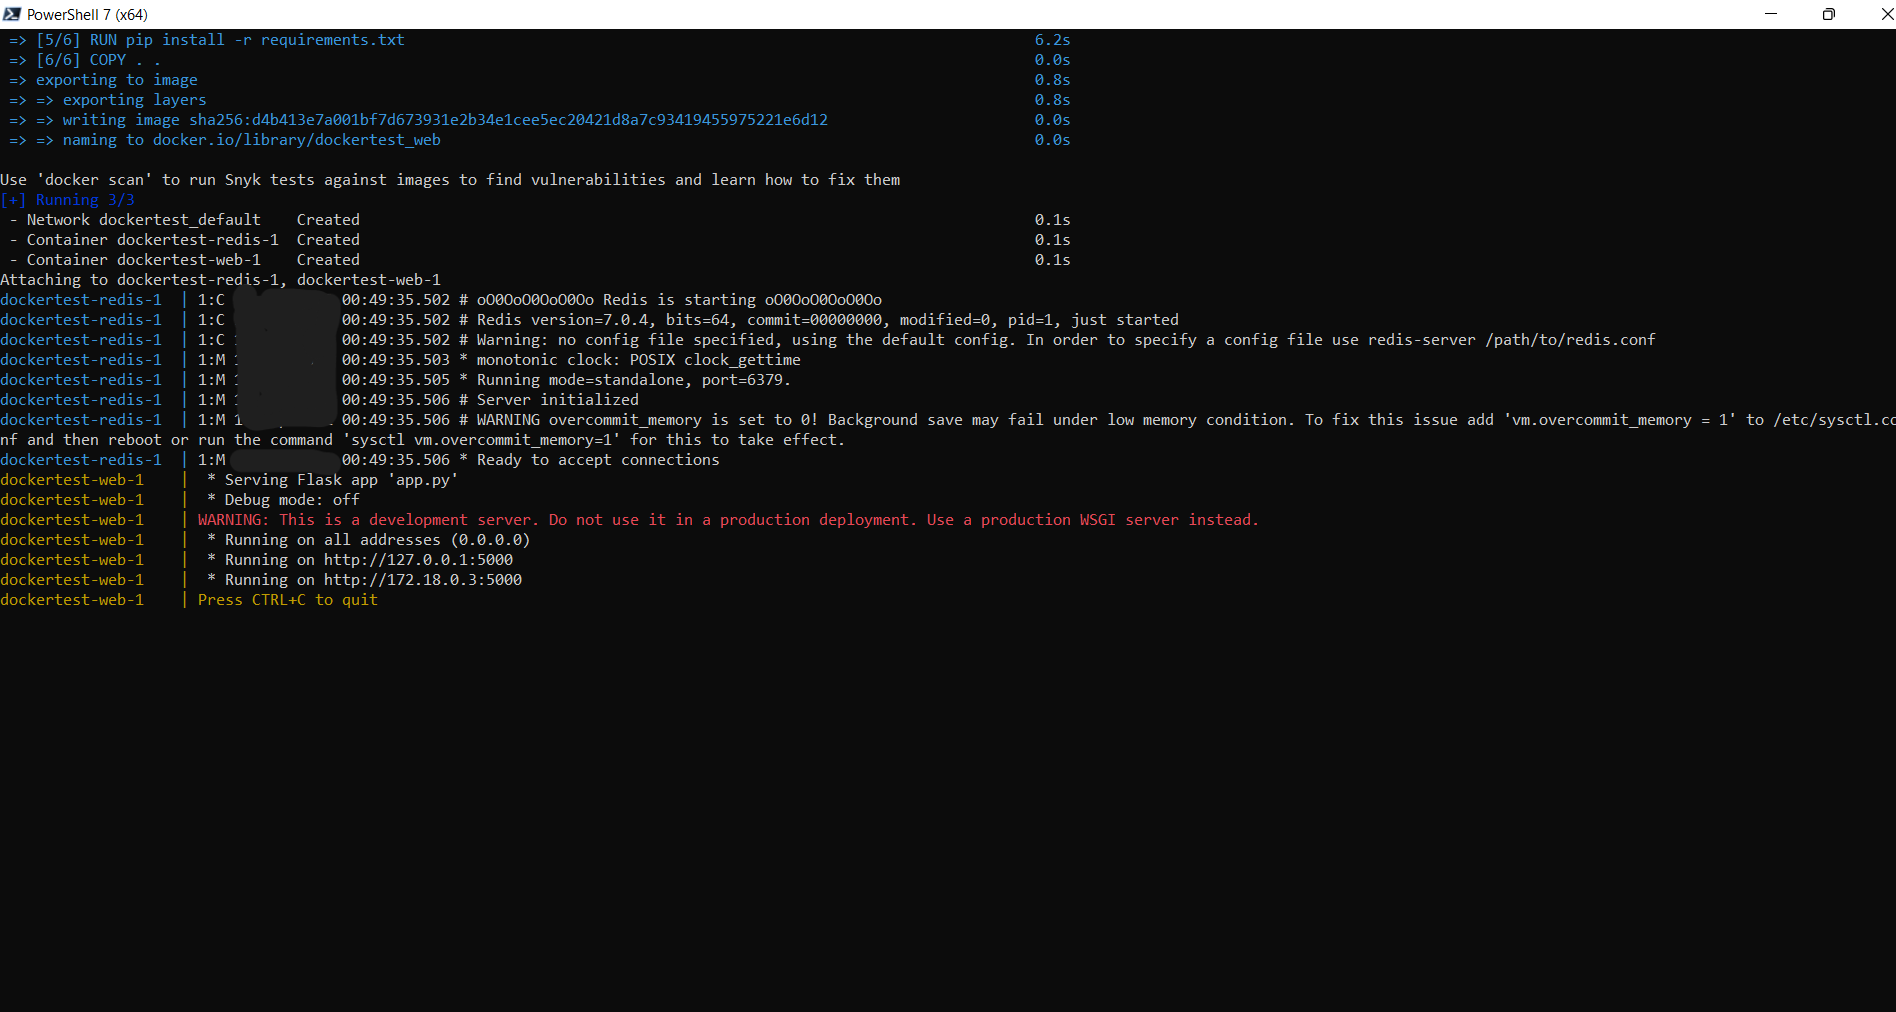 PowerShell 7 (x64)
=> [5/6] RUN pip install -r requirements.txt 6.2s
=> [6/6] COPY . . 0.0s
=> exporting to image 0.8s
=> => exporting layers 0.8s
=> => writing image sha256:d4b413e7a001bf7d673931e2b34e1cee5ec20421d8a7c93419455975221e6d12 0.0s
=> => naming to docker.io/library/dockertest_web 0.0s
Use 'docker scan' to run Snyk tests against images to find vulnerabilities and learn how to fix them
[+] Running 3/3
- Network dockertest_default Created 0.1s
- Container dockertest-redis-1 Created 0.1s
- Container dockertest-web-1 Created 0.1s
Attaching to dockertest-redis-1, dockertest-web-1
dockertest-redis-1 | 1:C 00:49:35.502 # oO0OoO0OoO0Oo Redis is starting oO0OoO0OoO0Oo
dockertest-redis-1 | 1:C 00:49:35.502 # Redis version=7.0.4, bits=64, commit=00000000, modified=0, pid=1, just started
dockertest-redis-1 | 1:C 00:49:35.502 # Warning: no config file specified, using the default config. In order to specify a config file use redis-server /path/to/redis.conf
dockertest-redis-1 | 1:M 00:49:35.503 * monotonic clock: POSIX clock_gettime
dockertest-redis-1 | 1:M 00:49:35.505 * Running mode=standalone, port=6379.
dockertest-redis-1 | 1:M 00:49:35.506 # Server initialized
dockertest-redis-1 | 1:M 00:49:35.506 # WARNING overcommit_memory is set to 0! Background save may fail under low memory condition. To fix this issue add 'vm.overcommit_memory = 1' to /etc/sysctl.co
nf and then reboot or run the command 'sysctl vm.overcommit_memory=1' for this to take effect.
dockertest-redis-1 | 1:M 00:49:35.506 * Ready to accept connections
dockertest-web-1 | * Serving Flask app 'app.py'
dockertest-web-1 | * Debug mode: off
dockertest-web-1 | WARNING: This is a development server. Do not use it in a production deployment. Use a production WSGI server instead.
dockertest-web-1 | * Running on all addresses (0.0.0.0)
dockertest-web-1 | * Running on http://127.0.0.1:5000
dockertest-web-1 | * Running on http://172.18.0.3:5000
dockertest-web-1 | Press CTRL+C to quit